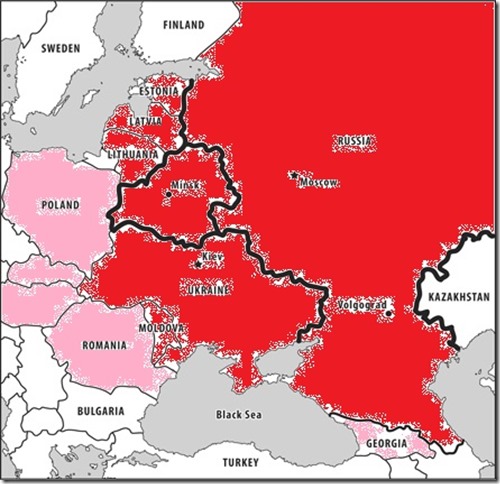 FINLAND
SWEDEN
ESTONIA
LATVIA
LITHUANIA
RUSSIA
Moscow
Minsk
POLAND
Kiev
UKRAINE
Volgograd
KAZAKHSTAN
MOLDOVA
ROMANIA
BULGARIA
Black Sea
GEORGIA
TURKEY